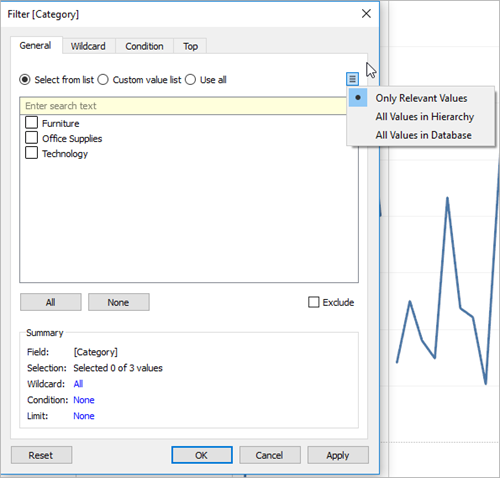 Filter [Category]
General Wildcard Condition Top
Select from list Custom value list Use all
Only Relevant Values
All Values in Hierarchy
All Values in Database
Enter search text
Furniture
Office Supplies
Technology
All None Exclude
Summary
Field: [Category]
Selection: Selected 0 of 3 values
Wildcard: All
Condition: None
Limit: None
Reset OK Cancel Apply